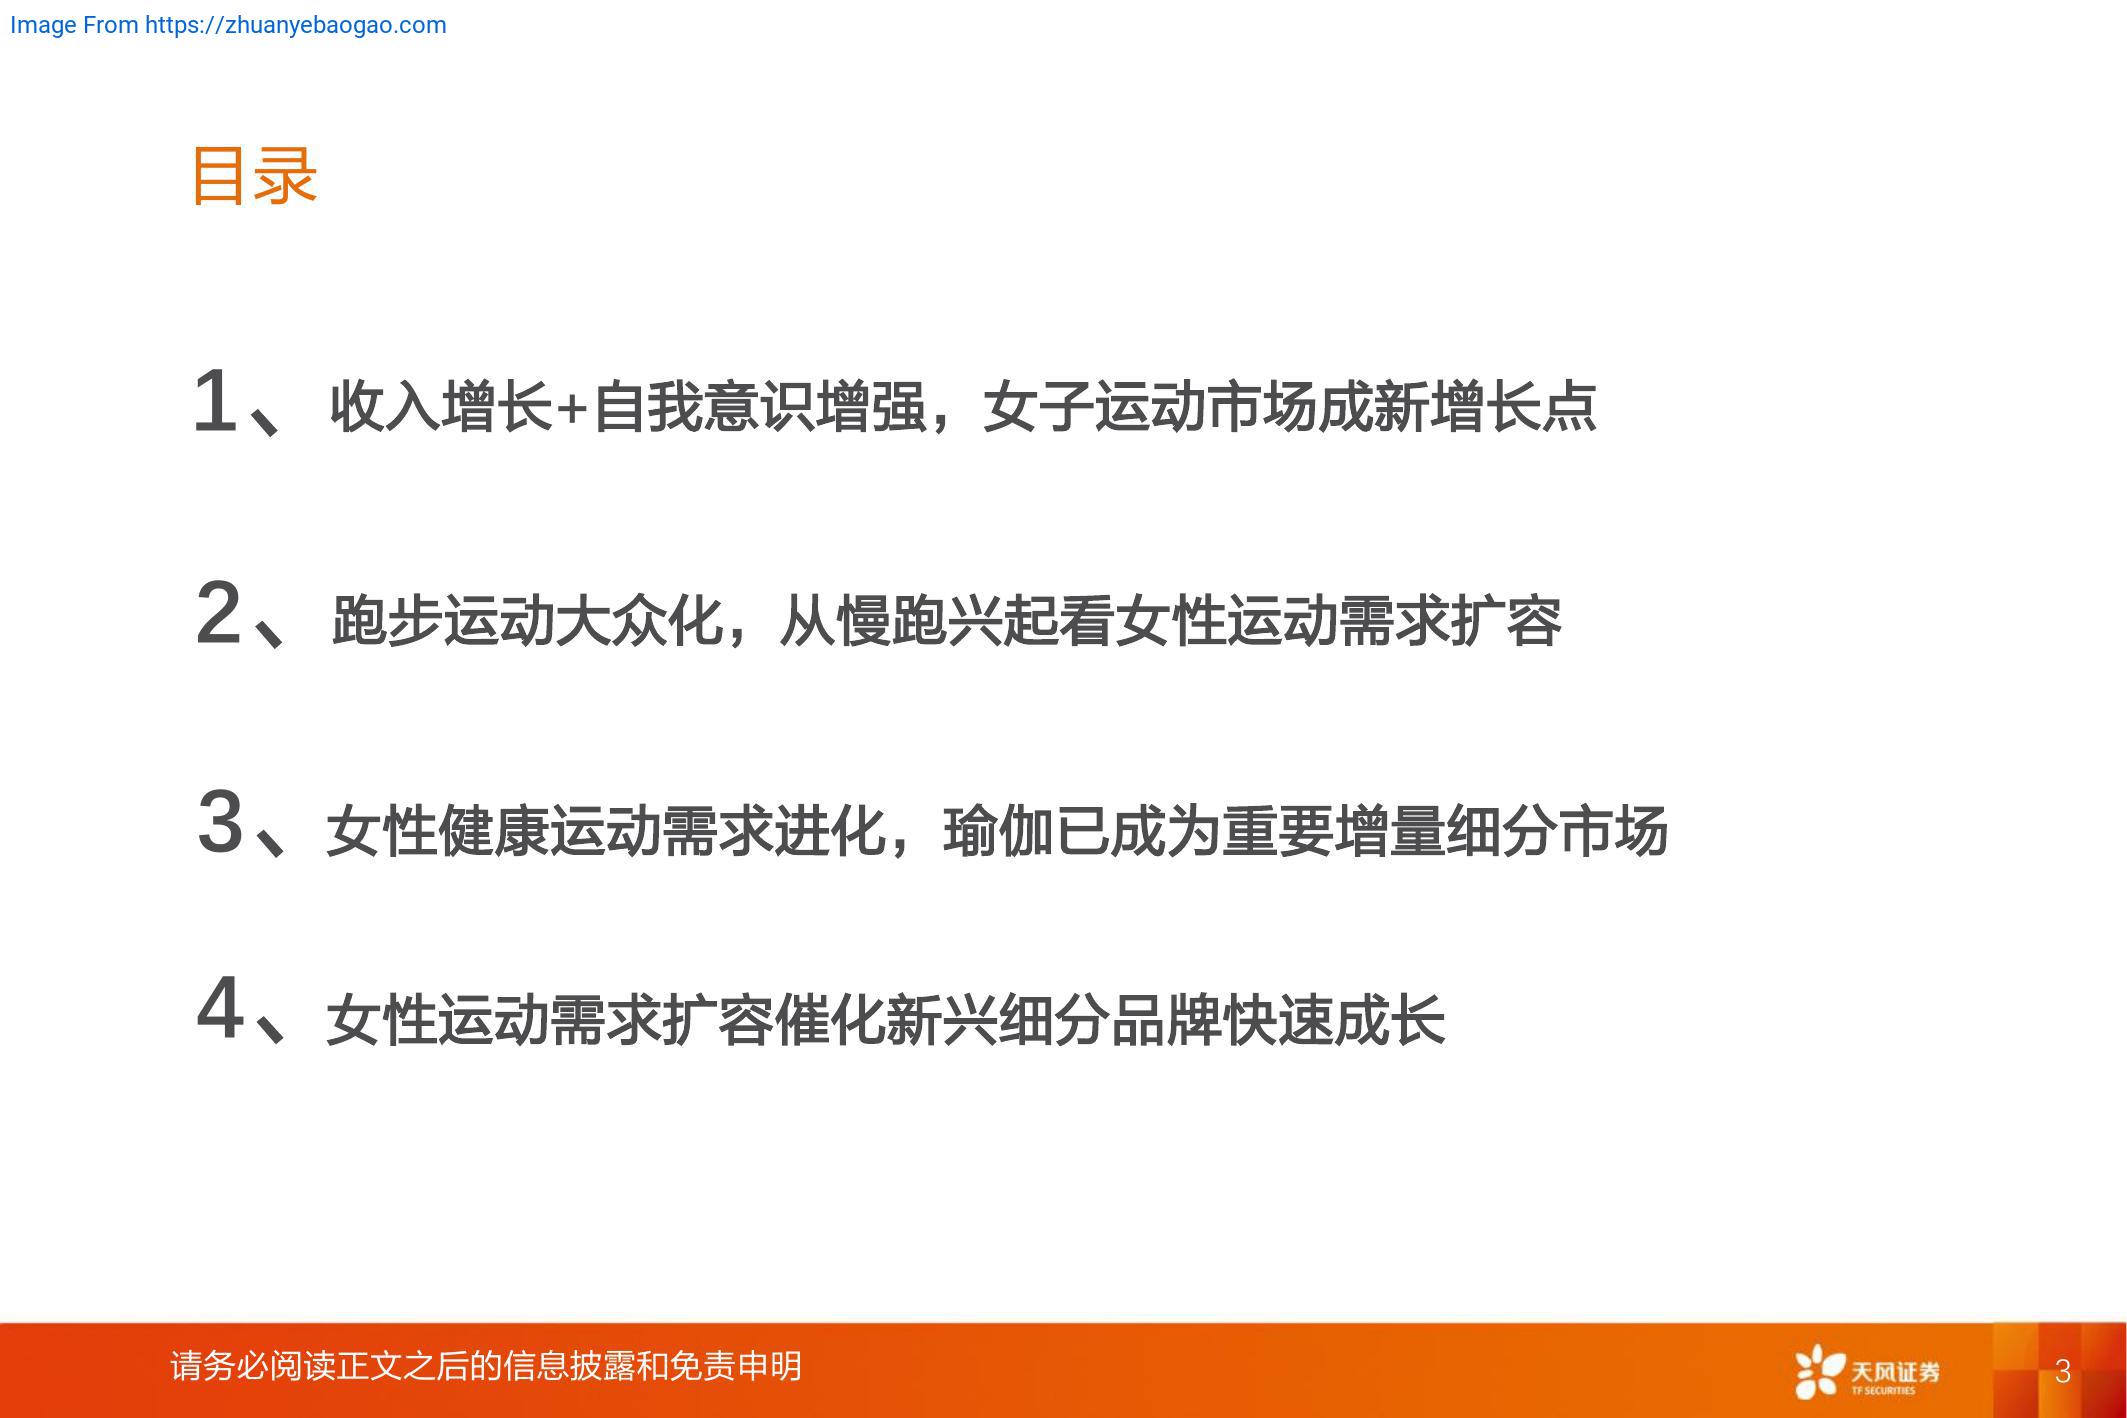 Image From https://zhuanyebaogao.com
目录
1、收入增长+自我意识增强，女子运动市场成新增长点
2、跑步运动大众化，从慢跑兴起看女性运动需求扩容
3、女性健康运动需求进化，瑜伽已成为重要增量细分市场
4、女性运动需求扩容催化新兴细分品牌快速成长
请务必阅读正文之后的信息披露和免责申明
天风证券
TF SECURITIES
3